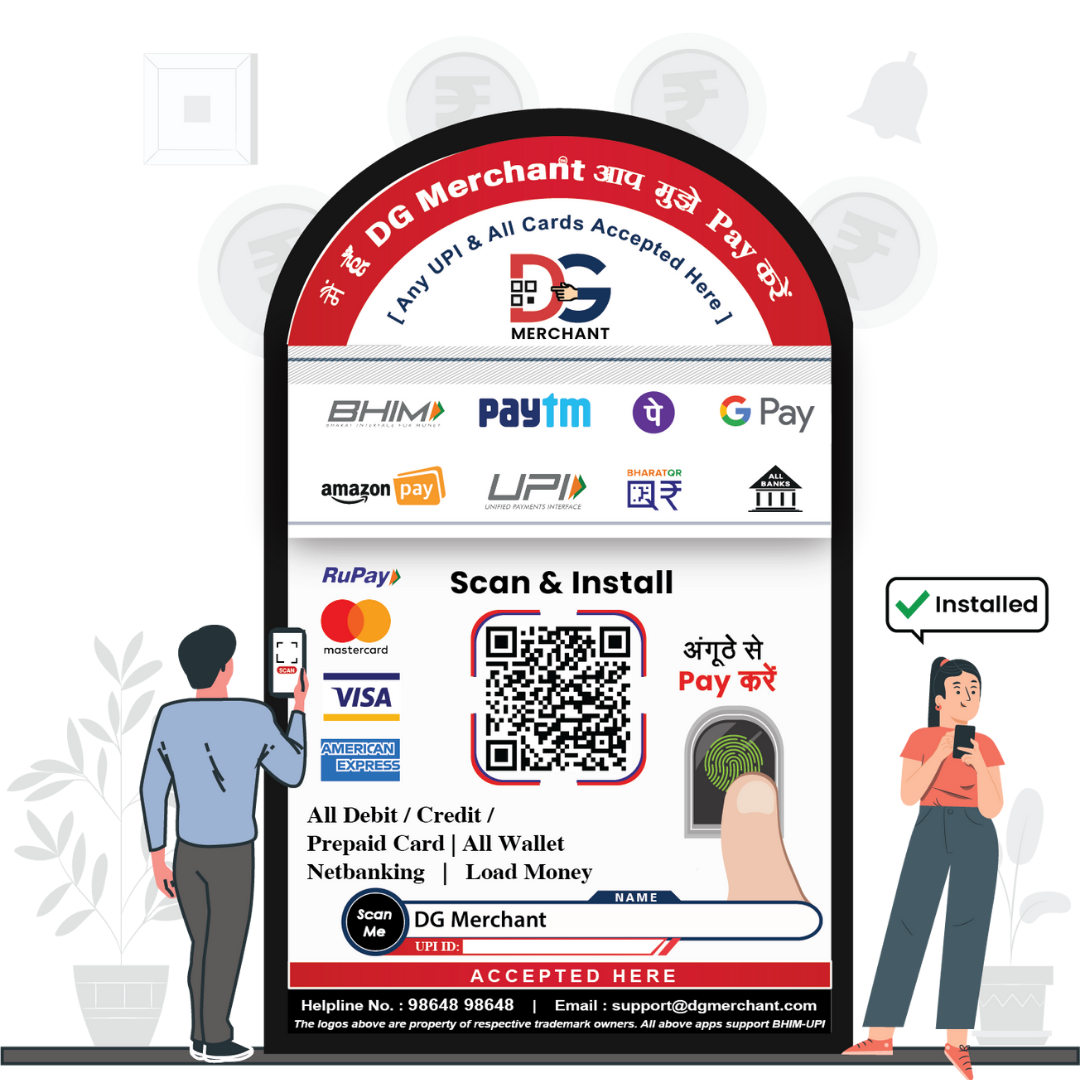 में हूँ DG Merchant आप मुझे Pay करें
[ Any UPI & All Cards Accepted Here ]
DG
MERCHANT
BHIM
BHARAT INTERFACE FOR MONEY
paytm
पे
G Pay
amazon pay
UPI
UNIFIED PAYMENTS INTERFACE
BHARATQR
ALL
BANKS
RuPay
Scan & Install
mastercard
VISA
AMERICAN
EXPRESS
अंगूठे से
Pay करें
SCAN
Installed
All Debit / Credit /
Prepaid Card | All Wallet
Netbanking | Load Money
NAME
Scan
Me
DG Merchant
UPI ID:
ACCEPTED HERE
Helpline No. : 98648 98648 | Email : support@dgmerchant.com
The logos above are property of respective trademark owners. All above apps support BHIM-UPI